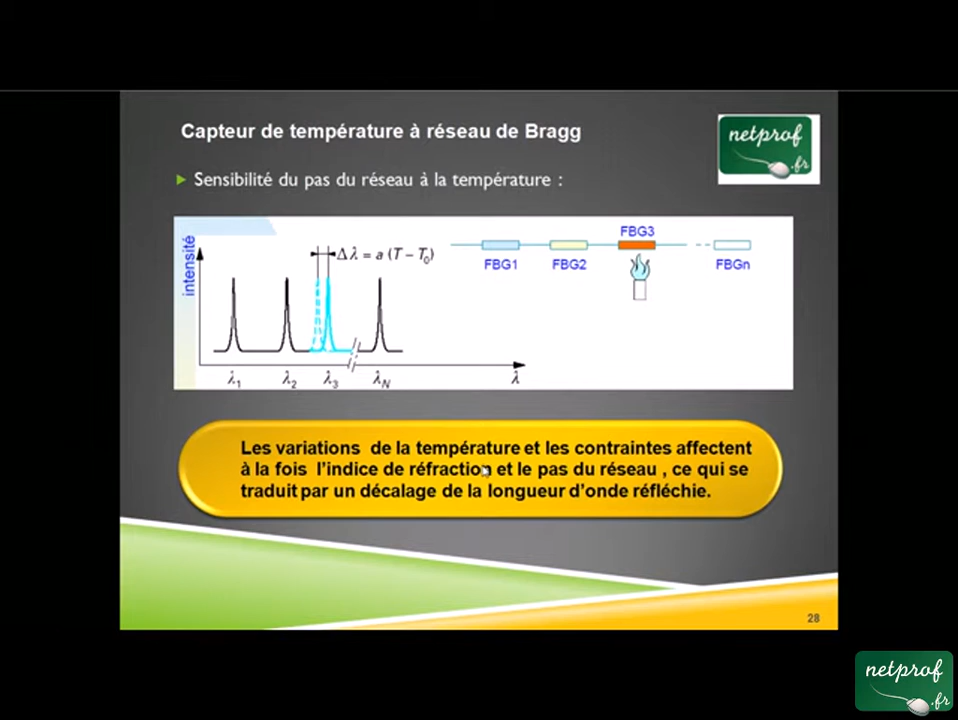 Capteur de température à réseau de Bragg
netprof
.fr
Sensibilité du pas du réseau à la température :
intensité
Δλ = a (T – T₀)
λ₁
λ₂
λ₃
λN
λ
FBG1
FBG2
FBG3
FBGn
Les variations de la température et les contraintes affectent
à la fois l'indice de réfraction et le pas du réseau , ce qui se
traduit par un décalage de la longueur d'onde réfléchie.
28
netprof
.fr